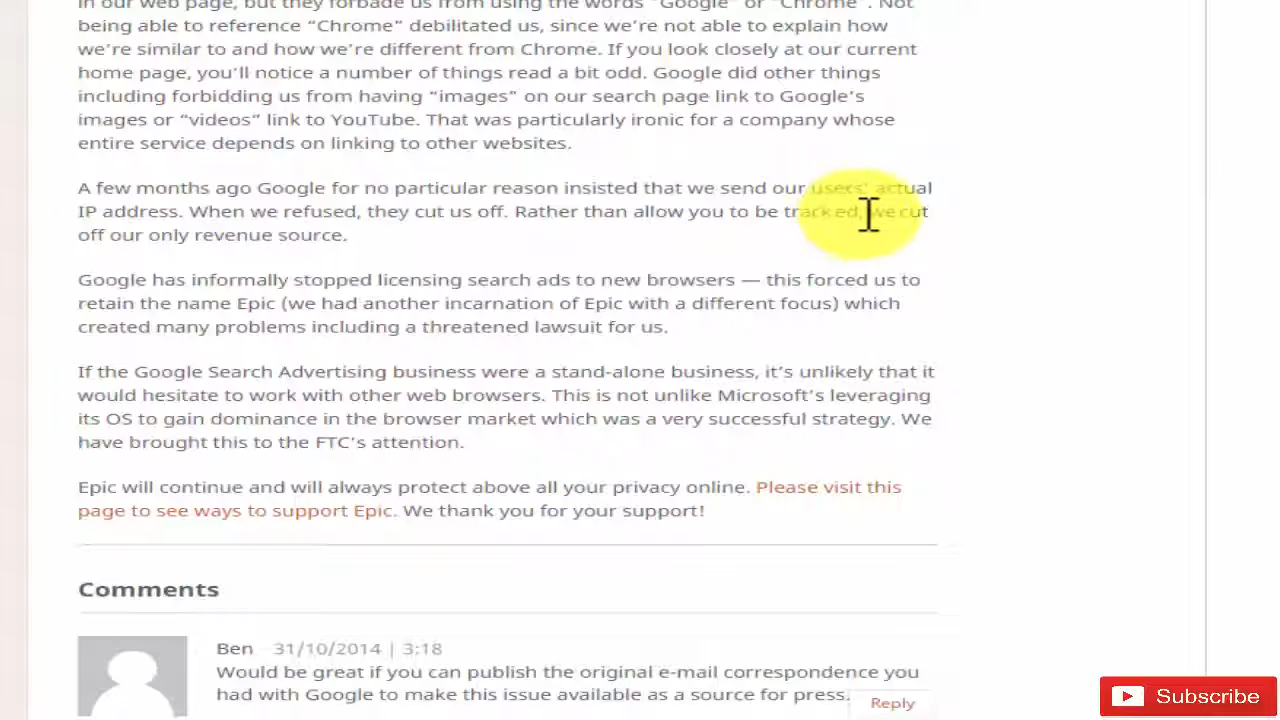 in our web page, but they forbade us from using the words “Google” or “Chrome”. Not
being able to reference “Chrome” debilitated us, since we’re not able to explain how
we’re similar to and how we’re different from Chrome. If you look closely at our current
home page, you’ll notice a number of things read a bit odd. Google did other things
including forbidding us from having “images” on our search page link to Google’s
images or “videos” link to YouTube. That was particularly ironic for a company whose
entire service depends on linking to other websites.
A few months ago Google for no particular reason insisted that we send our users’ actual
IP address. When we refused, they cut us off. Rather than allow you to be tracked, we cut
off our only revenue source.
Google has informally stopped licensing search ads to new browsers — this forced us to
retain the name Epic (we had another incarnation of Epic with a different focus) which
created many problems including a threatened lawsuit for us.
If the Google Search Advertising business were a stand-alone business, it’s unlikely that it
would hesitate to work with other web browsers. This is not unlike Microsoft’s leveraging
its OS to gain dominance in the browser market which was a very successful strategy. We
have brought this to the FTC’s attention.
Epic will continue and will always protect above all your privacy online. Please visit this
page to see ways to support Epic. We thank you for your support!
Comments
Ben 31/10/2014 | 3:18
Would be great if you can publish the original e-mail correspondence you
had with Google to make this issue available as a source for press.
Reply
Subscribe